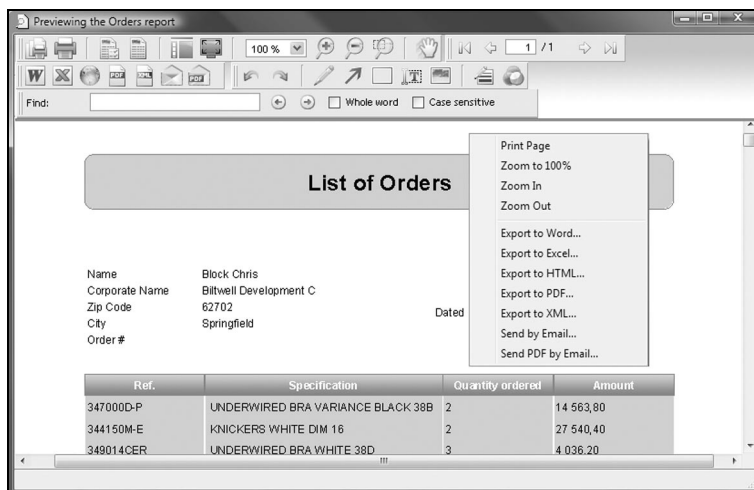 Previewing the Orders report
100 %
1 /1
W X PDF XML PDF
T
Find: Whole word Case sensitive
List of Orders
Print Page
Zoom to 100%
Zoom In
Zoom Out
Export to Word...
Export to Excel...
Export to HTML...
Export to PDF...
Export to XML...
Send by Email...
Send PDF by Email...
Name Block Chris
Corporate Name Biltwell Development C
Zip Code 62702
Dated
City Springfield
Order #
Ref. Specification Quantity ordered Amount
347000D-P UNDERWIRED BRA VARIANCE BLACK 38B 2 14 563,80
344150M-E KNICKERS WHITE DIM 16 2 27 540,40
349014CER UNDERWIRED BRA WHITE 38D 3 4 036,20